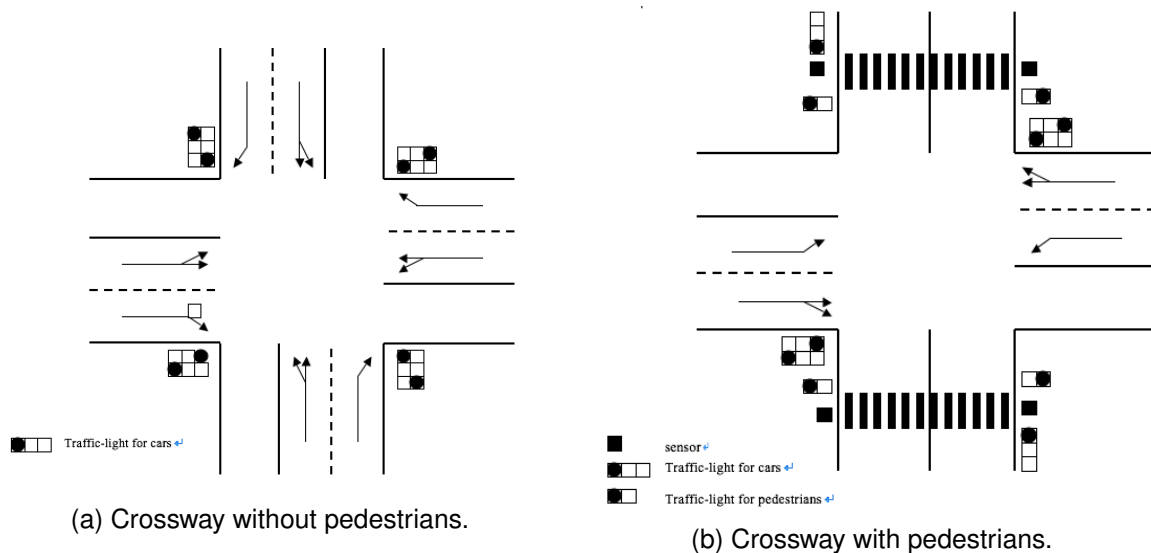 Traffic-light for cars ↵
(a) Crossway without pedestrians.
sensor↵
Traffic-light for cars ↵
Traffic-light for pedestrians↵
(b) Crossway with pedestrians.